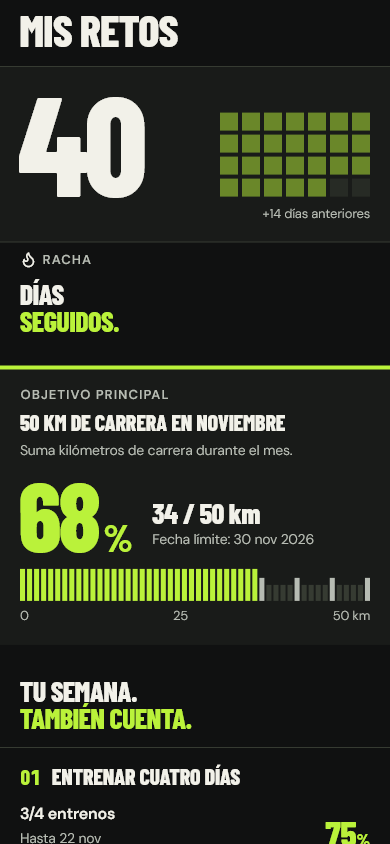 MIS RETOS
40
+14 días anteriores
RACHA
DÍAS
SEGUIDOS.
OBJETIVO PRINCIPAL
50 KM DE CARRERA EN NOVIEMBRE
Suma kilómetros de carrera durante el mes.
68%
34 / 50 km
Fecha límite: 30 nov 2026
0 25 50 km
TU SEMANA.
TAMBIÉN CUENTA.
01 ENTRENAR CUATRO DÍAS
3/4 entrenos
Hasta 22 nov
75%